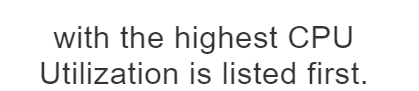 with the highest CPU
Utilization is listed first.